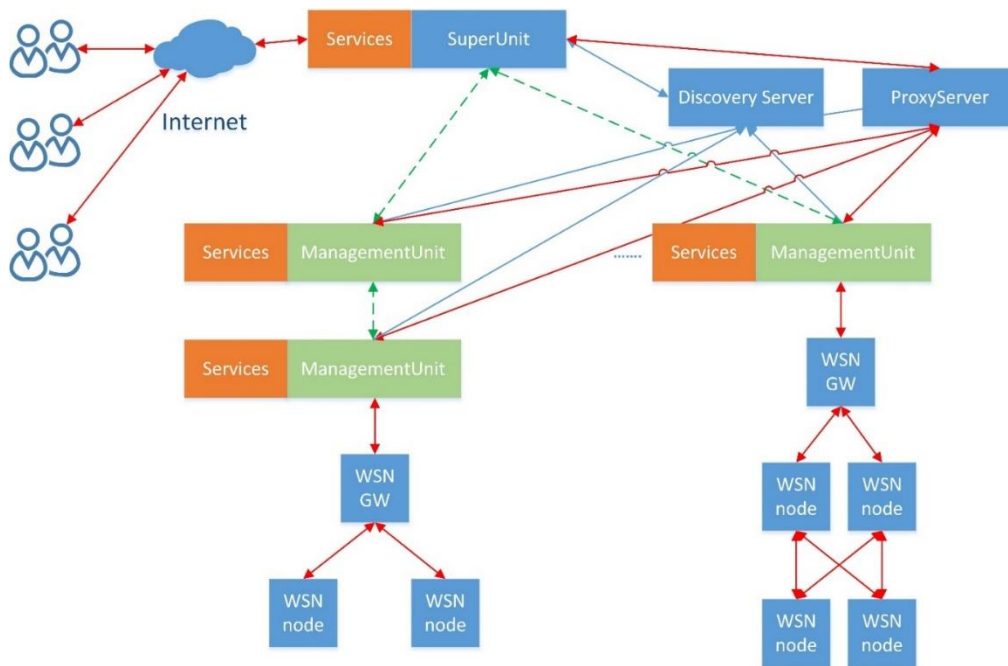 Services
SuperUnit
Internet
Discovery Server
ProxyServer
Services
ManagementUnit
.......
Services
ManagementUnit
Services
ManagementUnit
WSN
GW
WSN
GW
WSN
node
WSN
node
WSN
node
WSN
node
WSN
node
WSN
node